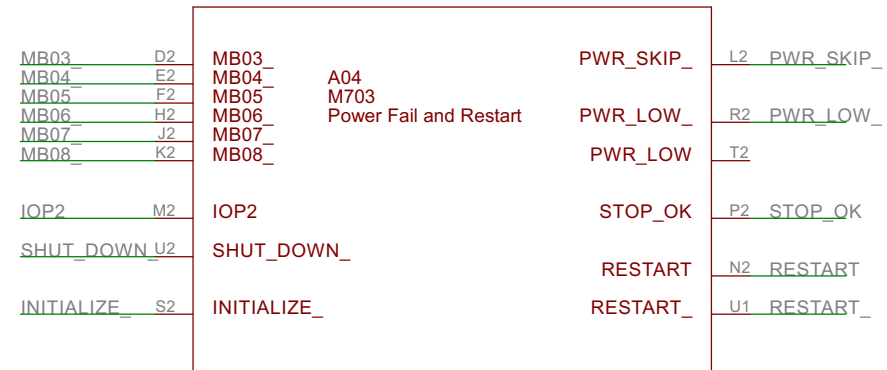 MB03_ D2 MB03_ PWR_SKIP_ L2 PWR_SKIP_
MB04_ E2 MB04_ A04
MB05 F2 MB05 M703
MB06_ H2 MB06_ Power Fail and Restart PWR_LOW_ R2 PWR_LOW_
MB07_ J2 MB07_
MB08_ K2 MB08_ PWR_LOW T2
IOP2 M2 IOP2 STOP_OK P2 STOP_OK
SHUT_DOWN_ U2 SHUT_DOWN_
RESTART N2 RESTART
INITIALIZE_ S2 INITIALIZE_ RESTART_ U1 RESTART_